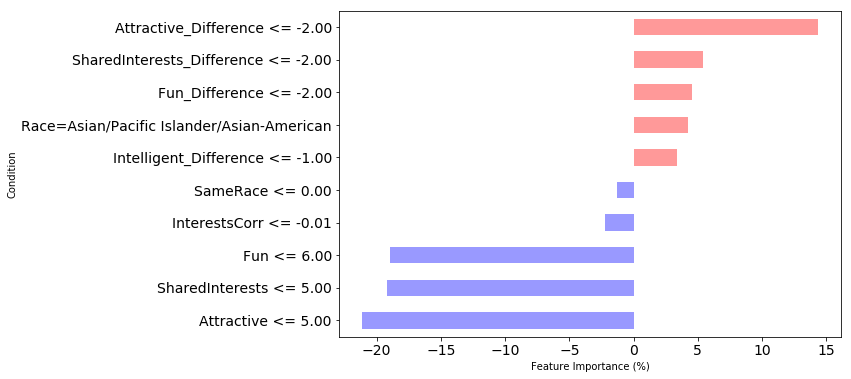 Attractive_Difference <= -2.00
SharedInterests_Difference <= -2.00
Fun_Difference <= -2.00
Race=Asian/Pacific Islander/Asian-American
Intelligent_Difference <= -1.00
SameRace <= 0.00
InterestsCorr <= -0.01
Fun <= 6.00
SharedInterests <= 5.00
Attractive <= 5.00
Condition
−20 −15 −10 −5 0 5 10 15
Feature Importance (%)